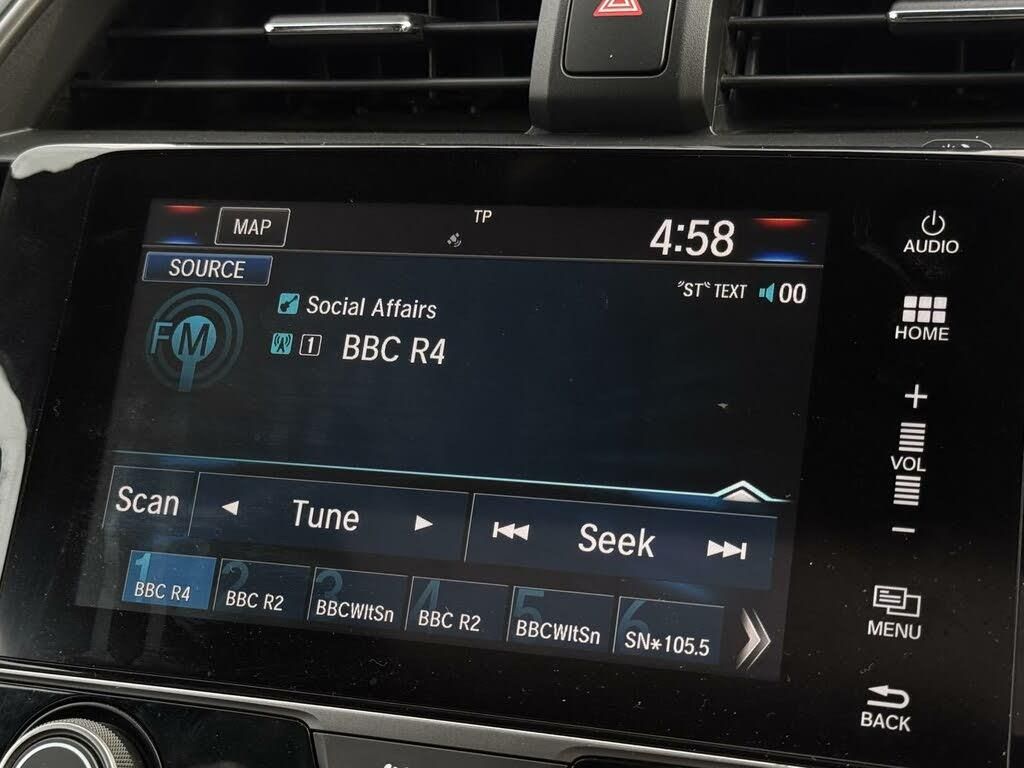 MAP
TP
4:58
SOURCE
"ST" TEXT
00
FM
Social Affairs
1
BBC R4
Scan
Tune
Seek
1
BBC R4
2
BBC R2
3
BBCWltSn
4
BBC R2
5
BBCWltSn
6
SN*105.5
AUDIO
HOME
+
VOL
−
MENU
BACK